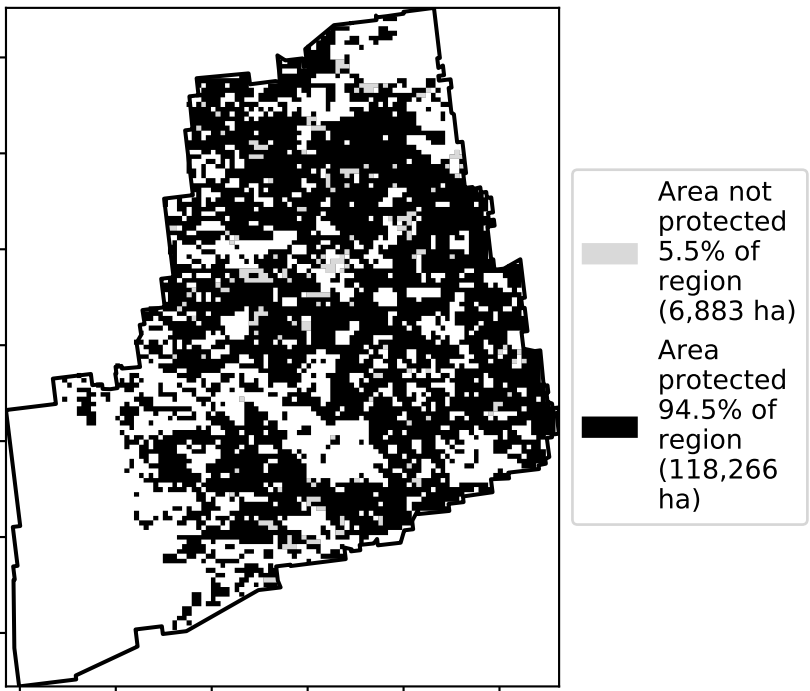 Area not
protected
5.5% of
region
(6,883 ha)
Area
protected
94.5% of
region
(118,266
ha)